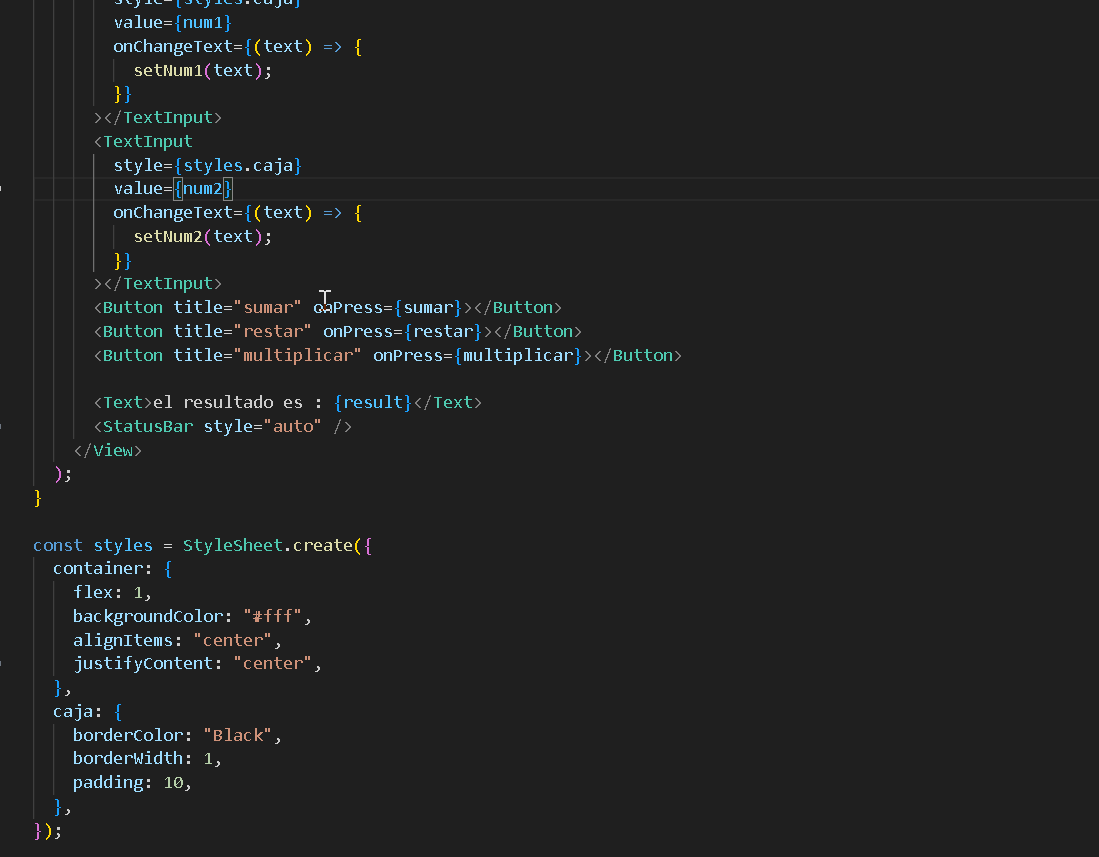 style={styles.caja}
value={num1}
onChangeText={(text) => {
setNum1(text);
}}
></TextInput>
<TextInput
style={styles.caja}
value={num2}
onChangeText={(text) => {
setNum2(text);
}}
></TextInput>
<Button title="sumar" onPress={sumar}></Button>
<Button title="restar" onPress={restar}></Button>
<Button title="multiplicar" onPress={multiplicar}></Button>
<Text>el resultado es : {result}</Text>
<StatusBar style="auto" />
</View>
);
}
const styles = StyleSheet.create({
container: {
flex: 1,
backgroundColor: "#fff",
alignItems: "center",
justifyContent: "center",
},
caja: {
borderColor: "Black",
borderWidth: 1,
padding: 10,
},
});